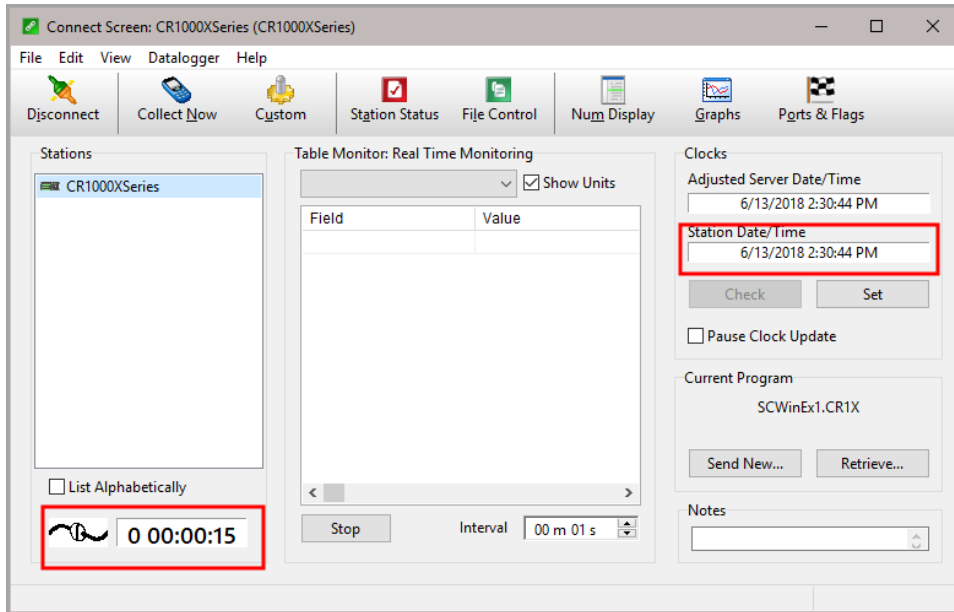 Connect Screen: CR1000XSeries (CR1000XSeries)
File Edit View Datalogger Help
Disconnect Collect Now Custom Station Status File Control Num Display Graphs Ports & Flags
Stations
CR1000XSeries
List Alphabetically
0 00:00:15
Table Monitor: Real Time Monitoring
Show Units
Field Value
Stop Interval 00 m 01 s
Clocks
Adjusted Server Date/Time
6/13/2018 2:30:44 PM
Station Date/Time
6/13/2018 2:30:44 PM
Check Set
Pause Clock Update
Current Program
SCWinEx1.CR1X
Send New... Retrieve...
Notes